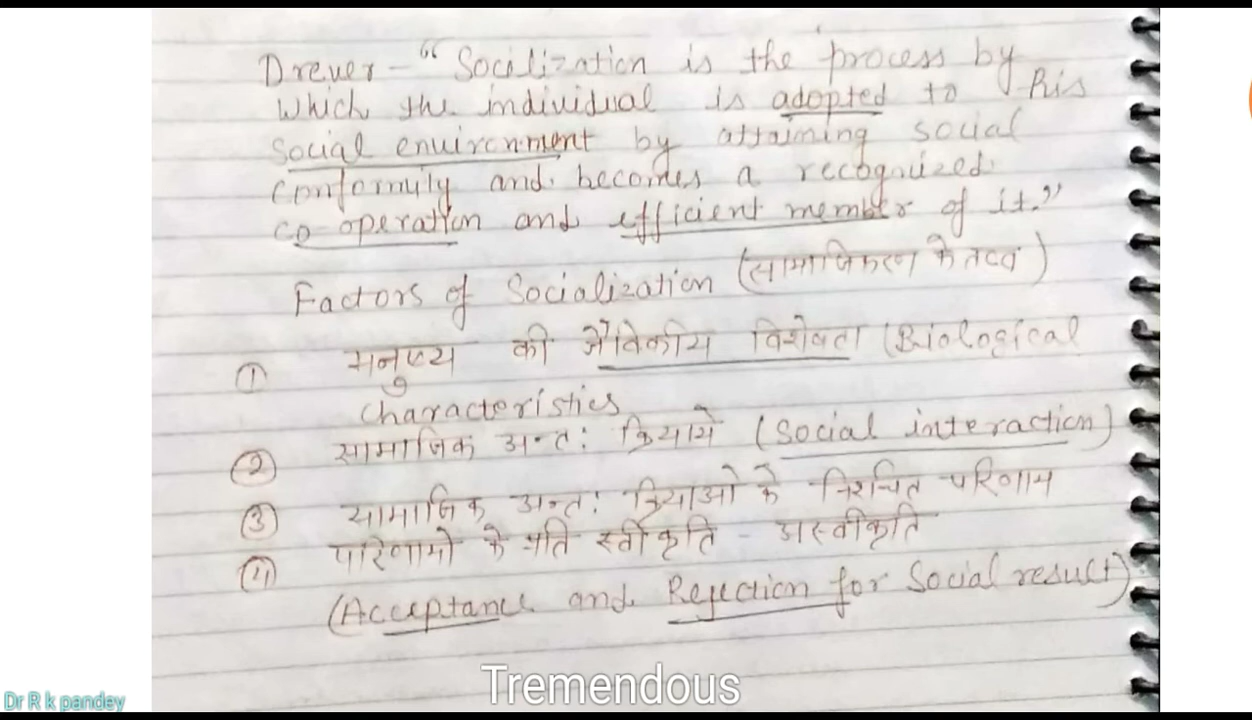 Drever - "Socilization is the process by
which the individual is adopted to his
social environment by attaining social
conformity and becomes a recognized
co-operation and efficient member of it."
Factors of Socialization (सामाजिकरण के तत्व)
① मनुष्य की जैविकीय विशेषता (Biological
characteristics
② सामाजिक अन्त: क्रियायें (Social interaction)
③ सामाजिक अन्त: क्रियाओं के निश्चित परिणाम
④ परिणामों के प्रति स्वीकृति - अस्वीकृति
(Acceptance and Rejection for Social result)
Tremendous
Dr R k pandey